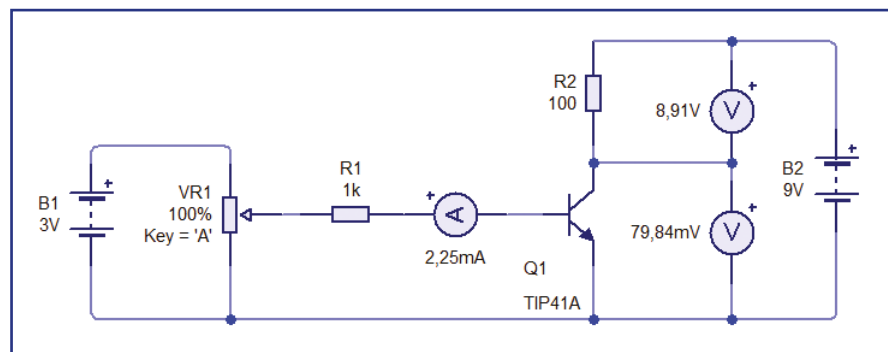 B1
3V
VR1
100%
Key = 'A'
R1
1k
A
2,25mA
Q1
TIP41A
R2
100
8,91V
V
79,84mV
V
B2
9V